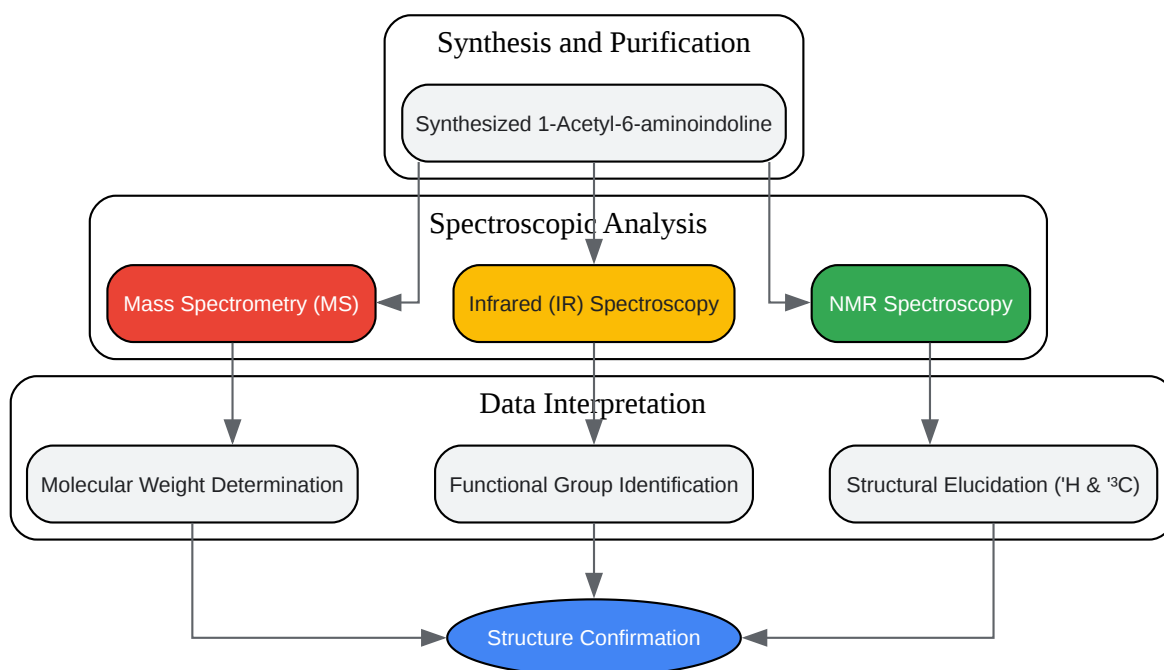 Synthesis and Purification
Synthesized 1-Acetyl-6-aminoindoline
Spectroscopic Analysis
Mass Spectrometry (MS)
Infrared (IR) Spectroscopy
NMR Spectroscopy
Data Interpretation
Molecular Weight Determination
Functional Group Identification
Structural Elucidation ('H & '³C)
Structure Confirmation